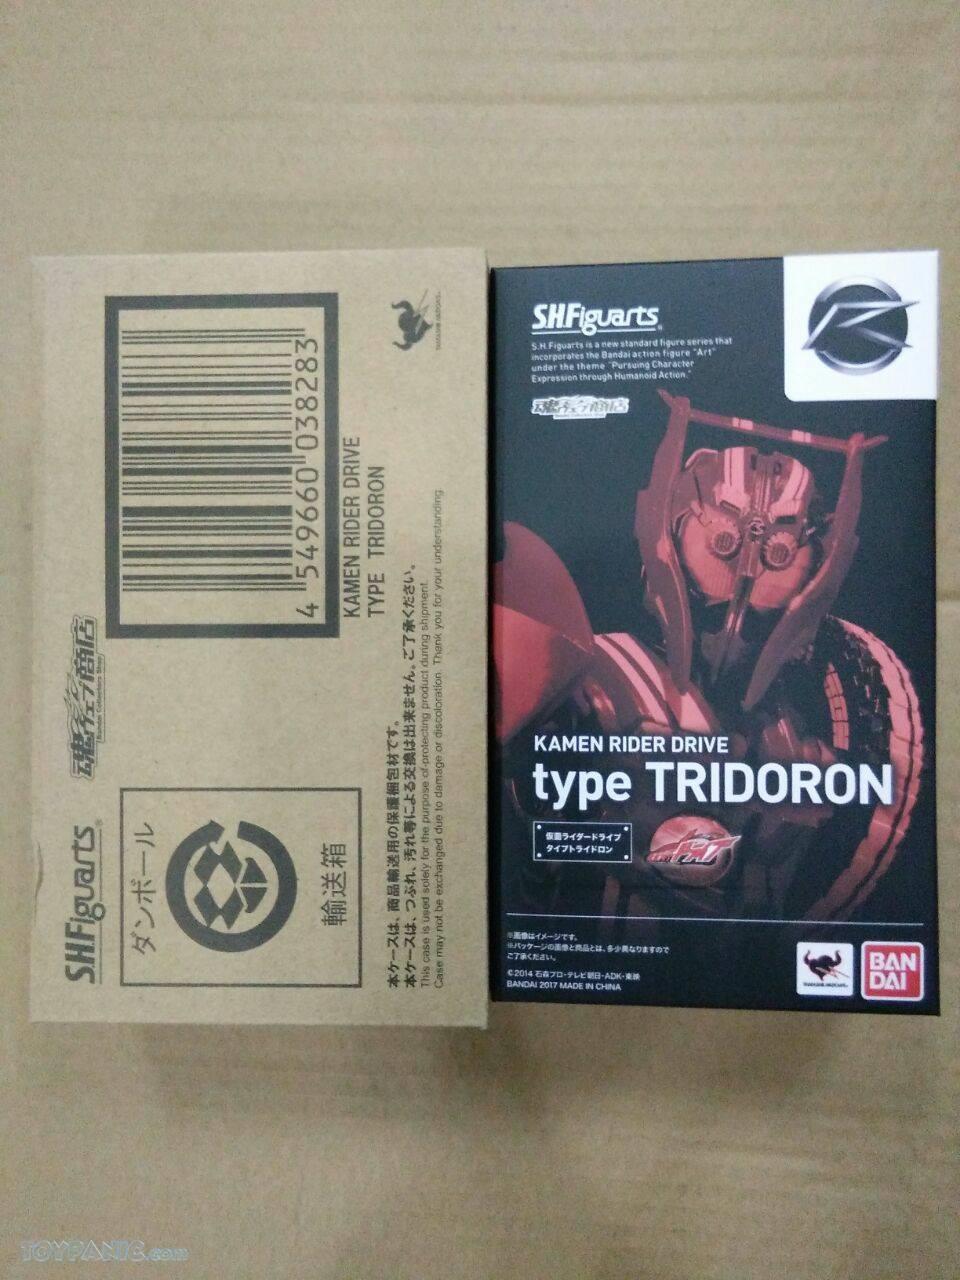 S.H.Figuarts
魂ウェブ商店
Bandai Collectors Shop
4 549660 038283
KAMEN RIDER DRIVE
TYPE TRIDORON
ダンボール
輸送箱
本ケースは、商品輸送用の保護梱包材です。
本ケースは、つぶれ、汚れ等による交換は出来ません。ご了承ください。
This case is used solely for the purpose of protecting product during shipment.
Case may not be exchanged due to damage or discoloration. Thank you for your understanding.
TAMASHII NATIONS
S.H.Figuarts
S.H.Figuarts is a new standard figure series that
incorporates the Bandai action figure "Art"
under the theme "Pursuing Character
Expression through Humanoid Action."
魂ウェブ商店
Bandai Collectors Shop
R
KAMEN RIDER DRIVE
type TRIDORON
仮面ライダードライブ
タイプトライドロン
※画像はイメージです。
※パッケージの画像と商品とは、多少異なりますので
ご了承ください。
©2014 石森プロ・テレビ朝日・ADK・東映
BANDAI 2017 MADE IN CHINA
TAMASHII NATIONS
BAN
DAI
TOYPANIC.com